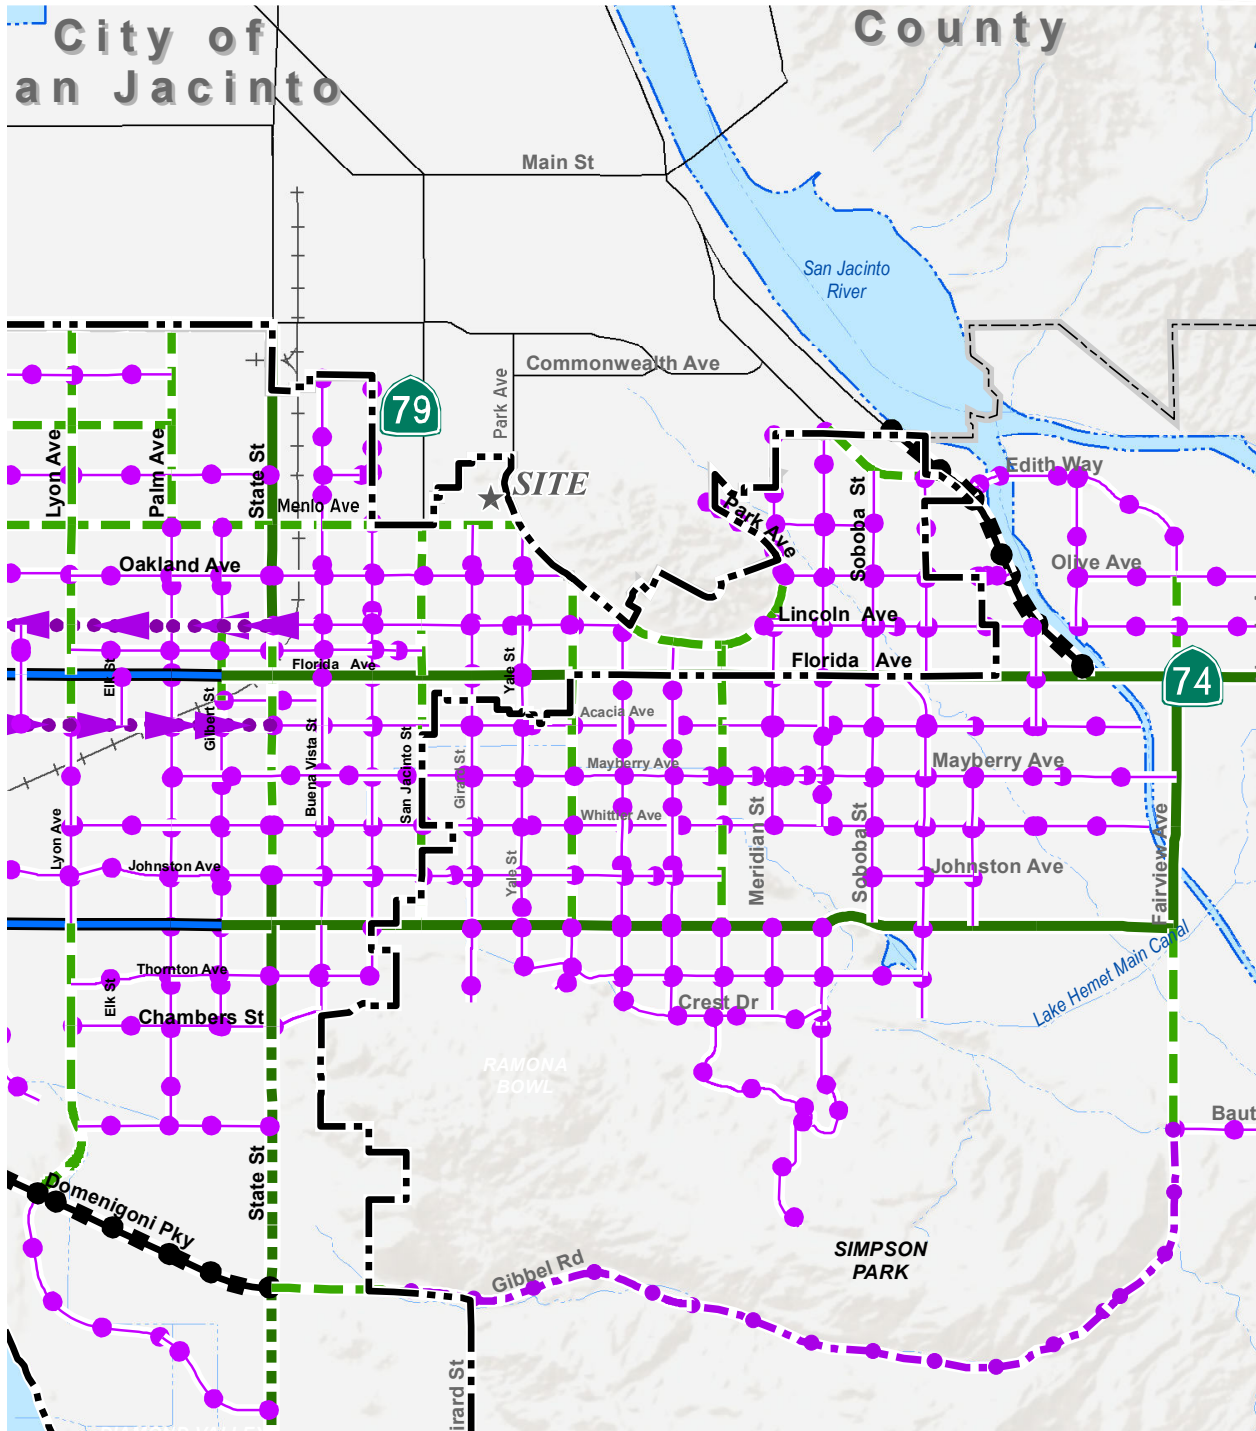 City of
County
an Jacinto
Main St
San Jacinto
River
Commonwealth Ave
Park Ave
79
Lyon Ave
Palm Ave
State St
SITE
Edith Way
Menlo Ave
Park Ave
Soboba St
Oakland Ave
Olive Ave
Lincoln Ave
Florida Ave
Florida Ave
Elk St
Yale St
74
Gilbert St
Acacia Ave
Buena Vista St
San Jacinto St
Girard St
Mayberry Ave
Mayberry Ave
Whittier Ave
Meridian St
Soboba St
Fairview Ave
Lyon Ave
Johnston Ave
Yale St
Johnston Ave
Lake Hemet Main Canal
Thornton Ave
Elk St
Crest Dr
Chambers St
RAMONA
BOWL
Baut
State St
Domenigoni Pky
Gibbel Rd
SIMPSON
PARK
irard St